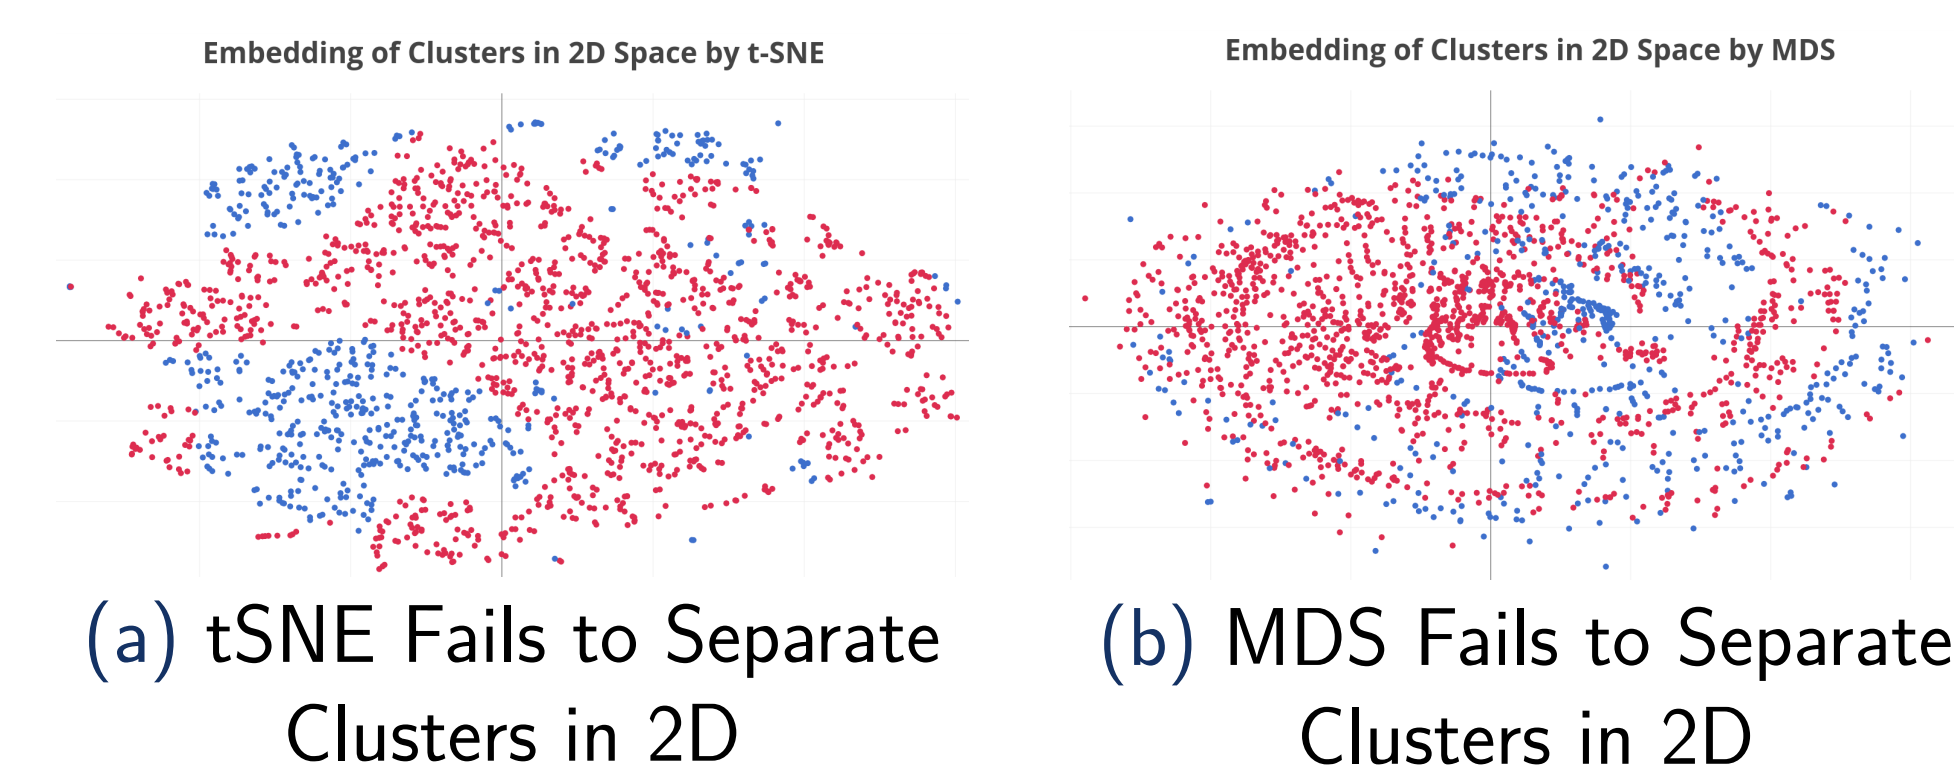 Embedding of Clusters in 2D Space by t-SNE
(a) tSNE Fails to Separate
Clusters in 2D
Embedding of Clusters in 2D Space by MDS
(b) MDS Fails to Separate
Clusters in 2D